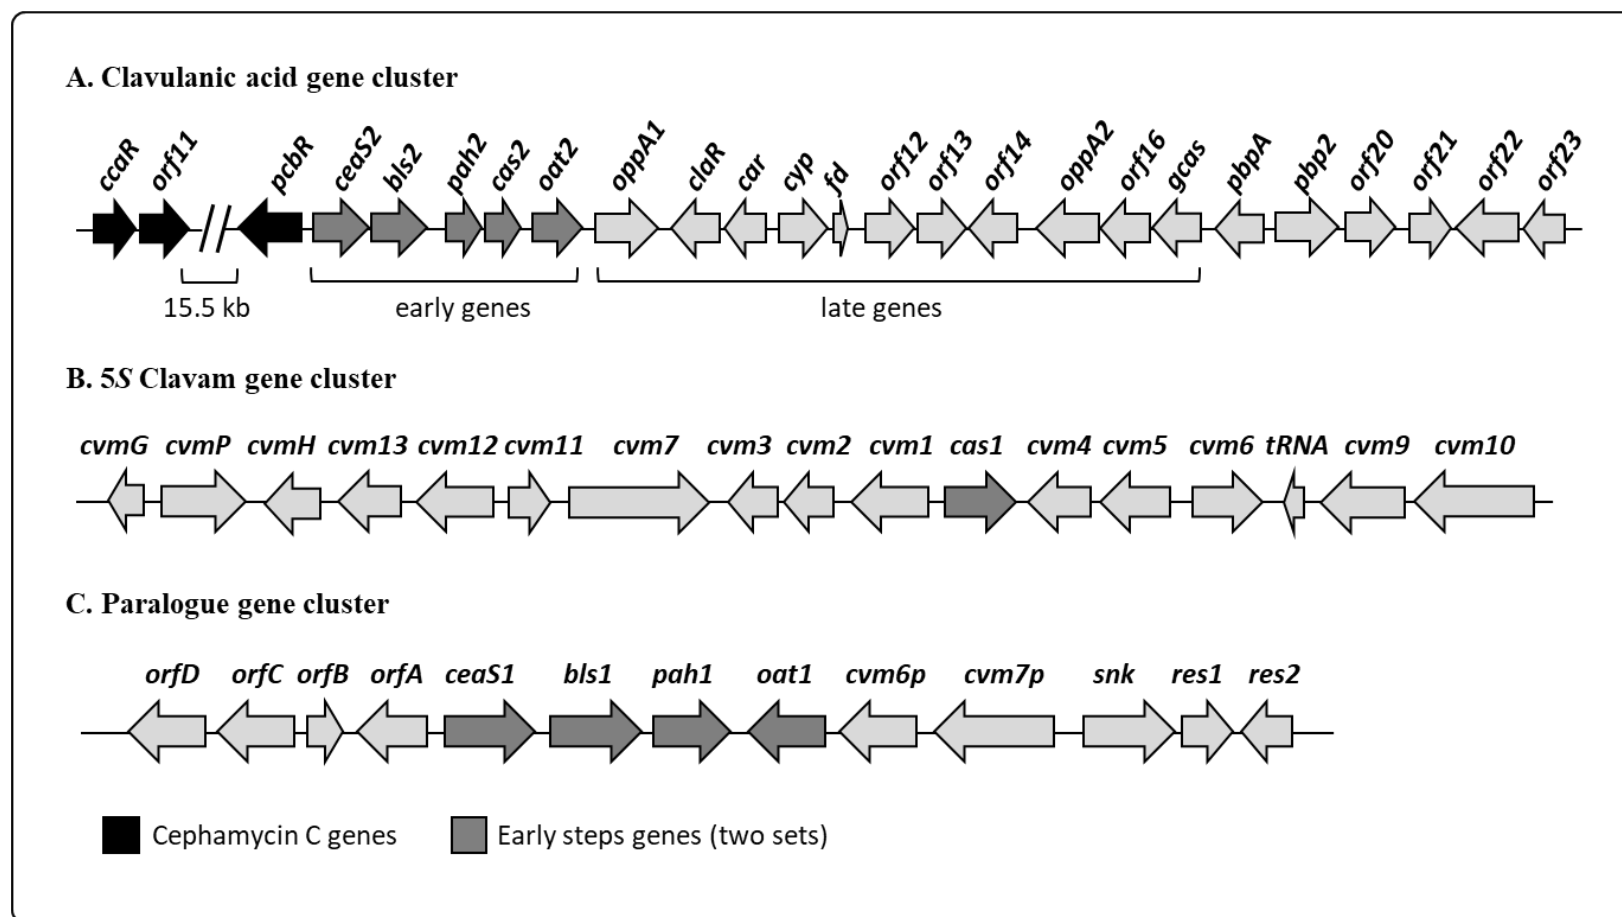 A. Clavulanic acid gene cluster
ccaR orf11 pcbR ceaS2 bls2 pah2 cas2 oat2 oppA1 claR car cyp fd orf12 orf13 orf14 oppA2 orf16 gcas pbpA pbp2 orf20 orf21 orf22 orf23
15.5 kb early genes late genes
B. 5S Clavam gene cluster
cvmG cvmP cvmH cvm13 cvm12 cvm11 cvm7 cvm3 cvm2 cvm1 cas1 cvm4 cvm5 cvm6 tRNA cvm9 cvm10
C. Paralogue gene cluster
orfD orfC orfB orfA ceaS1 bls1 pah1 oat1 cvm6p cvm7p snk res1 res2
Cephamycin C genes Early steps genes (two sets)